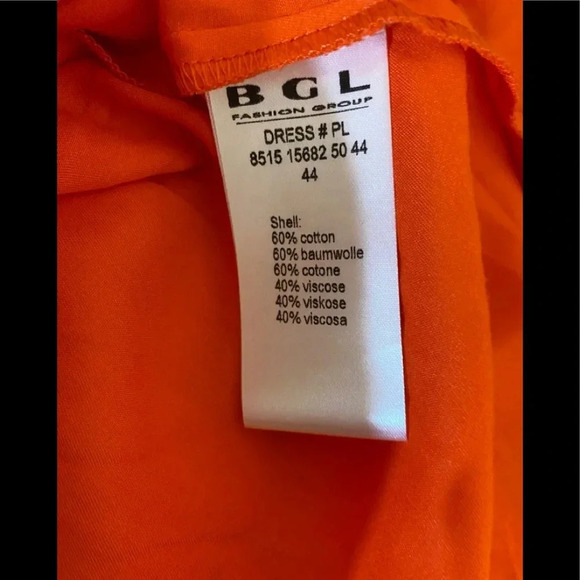 BGL
FASHION GROUP
DRESS # PL
8515 15682 50 44
44
Shell:
60% cotton
60% baumwolle
60% cotone
40% viscose
40% viskose
40% viscosa